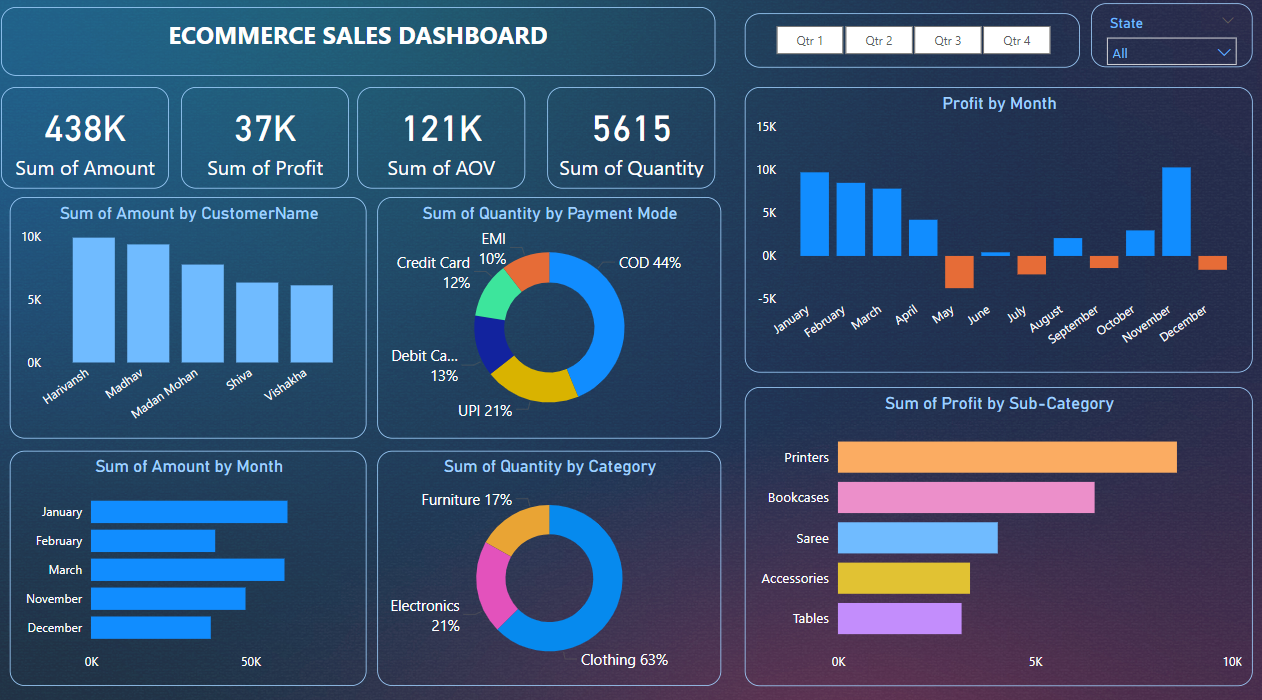 ECOMMERCE SALES DASHBOARD
Qtr 1
Qtr 2
Qtr 3
Qtr 4
State
All
438K
Sum of Amount
37K
Sum of Profit
121K
Sum of AOV
5615
Sum of Quantity
Profit by Month
15K
10K
5K
0K
-5K
January
February
March
April
May
June
July
August
September
October
November
December
Sum of Amount by CustomerName
10K
5K
0K
Harivansh
Madhav
Madan Mohan
Shiva
Vishakha
Sum of Quantity by Payment Mode
EMI
10%
Credit Card
12%
COD 44%
Debit Ca...
13%
UPI 21%
Sum of Profit by Sub-Category
Printers
Bookcases
Saree
Accessories
Tables
0K
5K
10K
Sum of Amount by Month
January
February
March
November
December
0K
50K
Sum of Quantity by Category
Furniture 17%
Electronics
21%
Clothing 63%